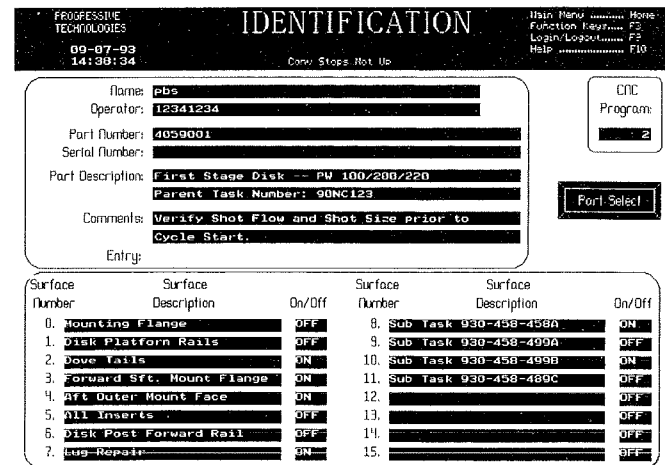 PROGRESSIVE TECHNOLOGIES
09-07-93
14:38:34
IDENTIFICATION
Conv Stops Not Up
Main Menu ......... Home
Function Keys.... F3
Login/Logout...... F9
Help ................. F10
Name: pbs
Operator: 12341234
Part Number: 4059001
Serial Number:
Part Description: First Stage Disk -- PW 100/200/220
Parent Task Number: 90NC123
Comments: Verify Shot Flow and Shot Size prior to
Cycle Start.
Entry:
CNC
Program:
2
Part Select
Surface Number Surface Description On/Off
0. Mounting Flange OFF
1. Disk Platform Rails OFF
2. Dove Tails ON
3. Forward Sft. Mount Flange ON
4. Aft Outer Mount Face ON
5. All Inserts OFF
6. Disk Post Forward Rail OFF
7. Lug Repair ON
Surface Number Surface Description On/Off
8. Sub Task 930-458-458A ON
9. Sub Task 930-458-499A OFF
10. Sub Task 930-458-499B ON
11. Sub Task 930-458-489C OFF
12. OFF
13. OFF
14. OFF
15. OFF